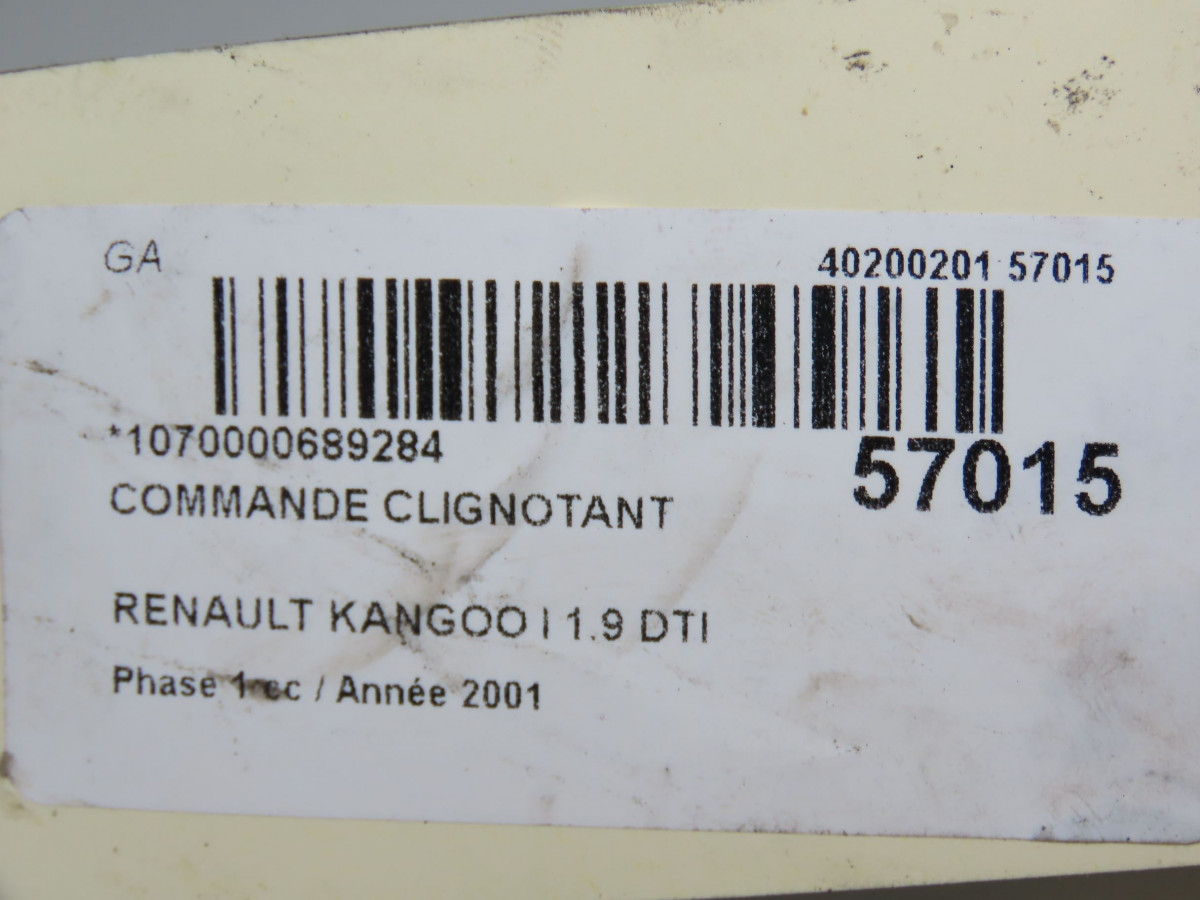 GA
40200201 57015
*1070000689284
57015
COMMANDE CLIGNOTANT
RENAULT KANGOO I 1.9 DTI
Phase 1 cc / Année 2001